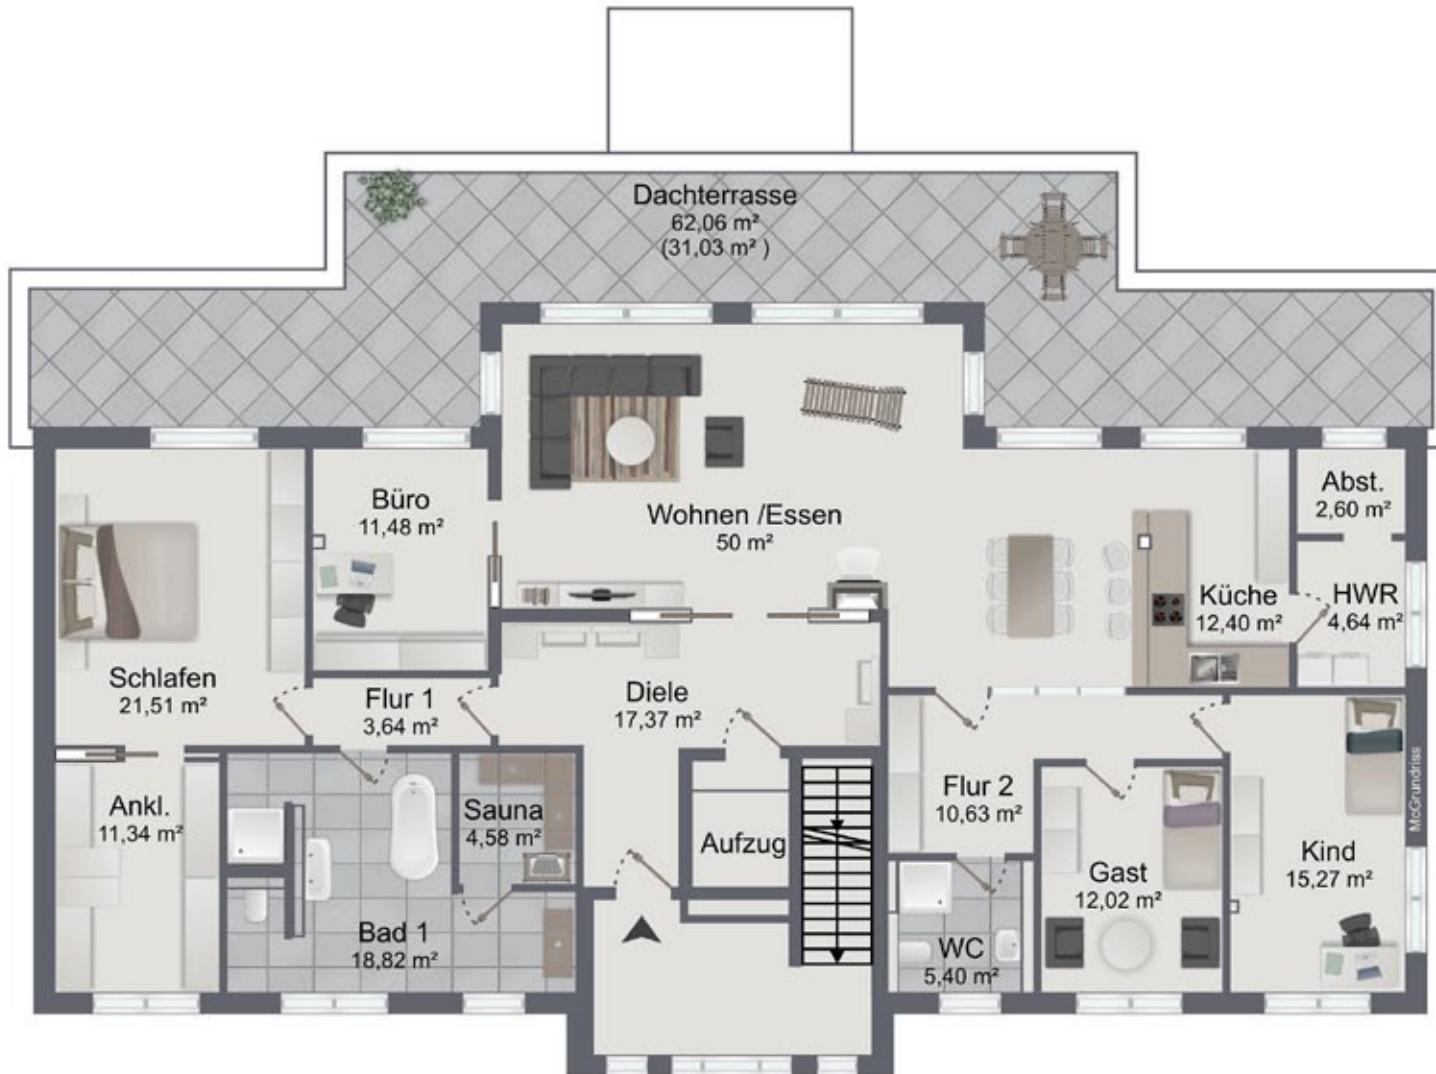 Dachterrasse
62,06 m²
(31,03 m² )
Büro
11,48 m²
Wohnen /Essen
50 m²
Abst.
2,60 m²
Küche
12,40 m²
HWR
4,64 m²
Schlafen
21,51 m²
Flur 1
3,64 m²
Diele
17,37 m²
Ankl.
11,34 m²
Sauna
4,58 m²
Aufzug
Flur 2
10,63 m²
Gast
12,02 m²
Kind
15,27 m²
Bad 1
18,82 m²
WC
5,40 m²
McGrundriss